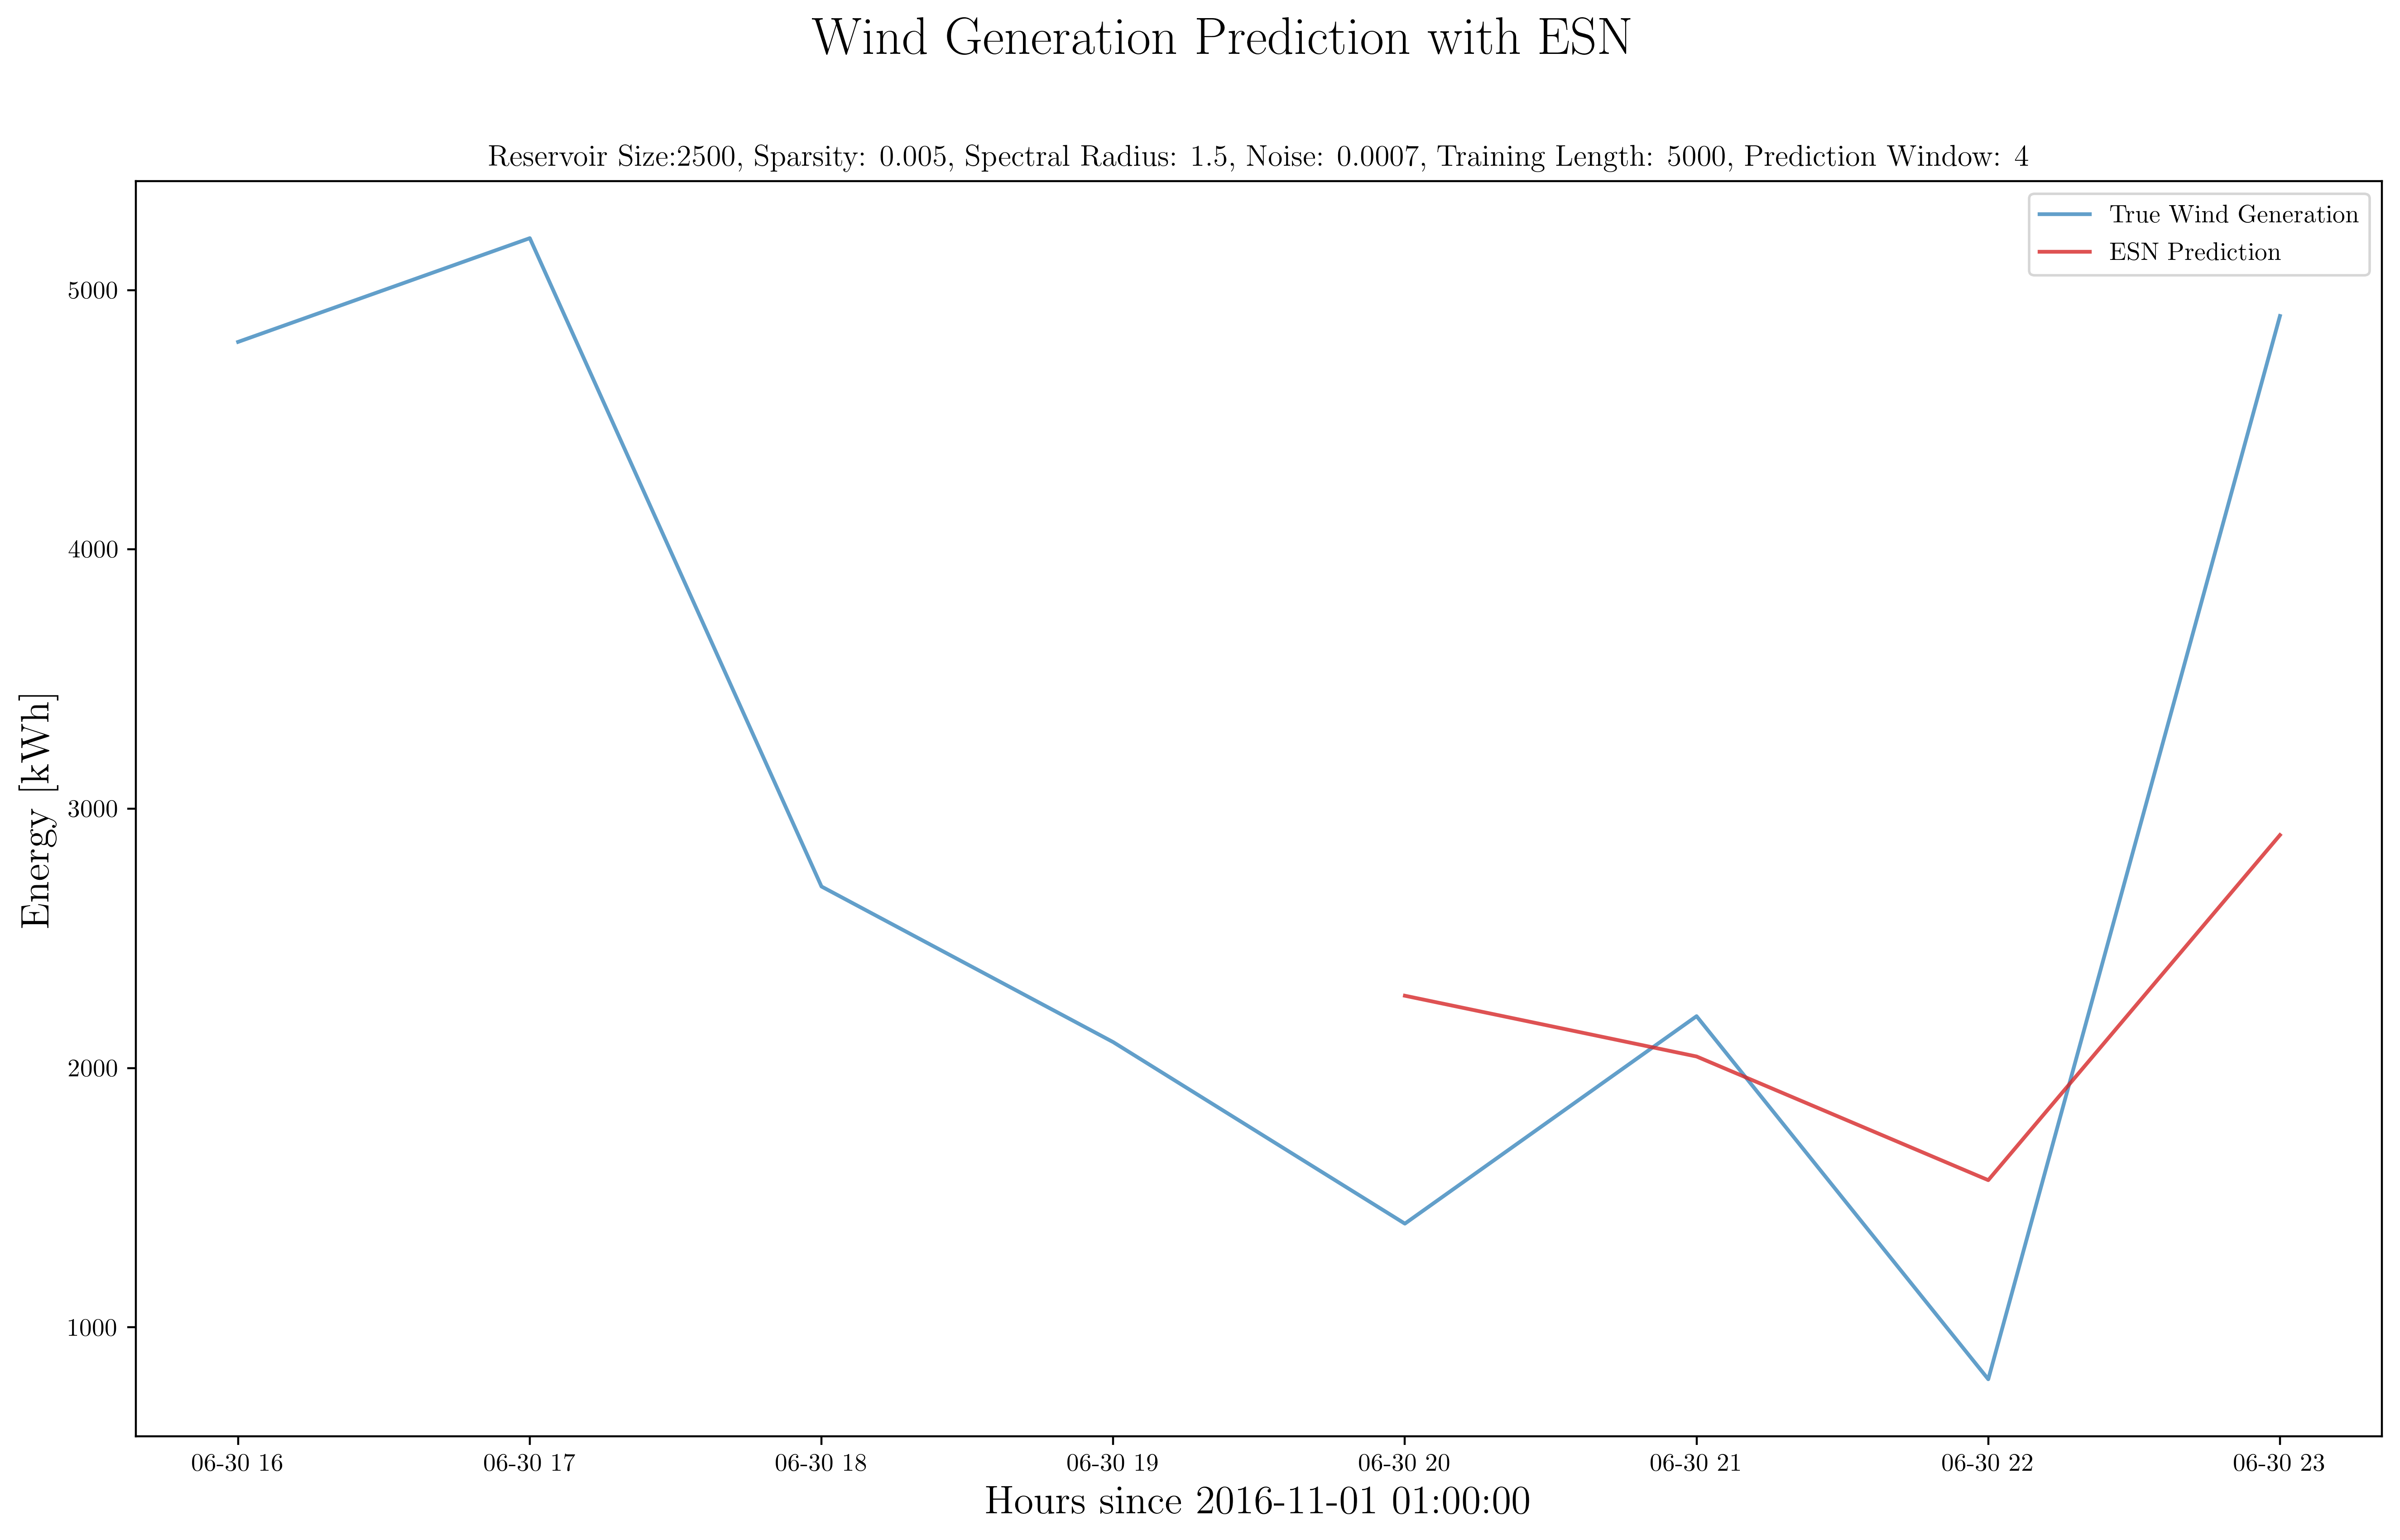 Wind Generation Prediction with ESN
Reservoir Size:2500, Sparsity: 0.005, Spectral Radius: 1.5, Noise: 0.0007, Training Length: 5000, Prediction Window: 4
True Wind Generation
ESN Prediction
Energy [kWh]
5000
4000
3000
2000
1000
06-30 16 06-30 17 06-30 18 06-30 19 06-30 20 06-30 21 06-30 22 06-30 23
Hours since 2016-11-01 01:00:00